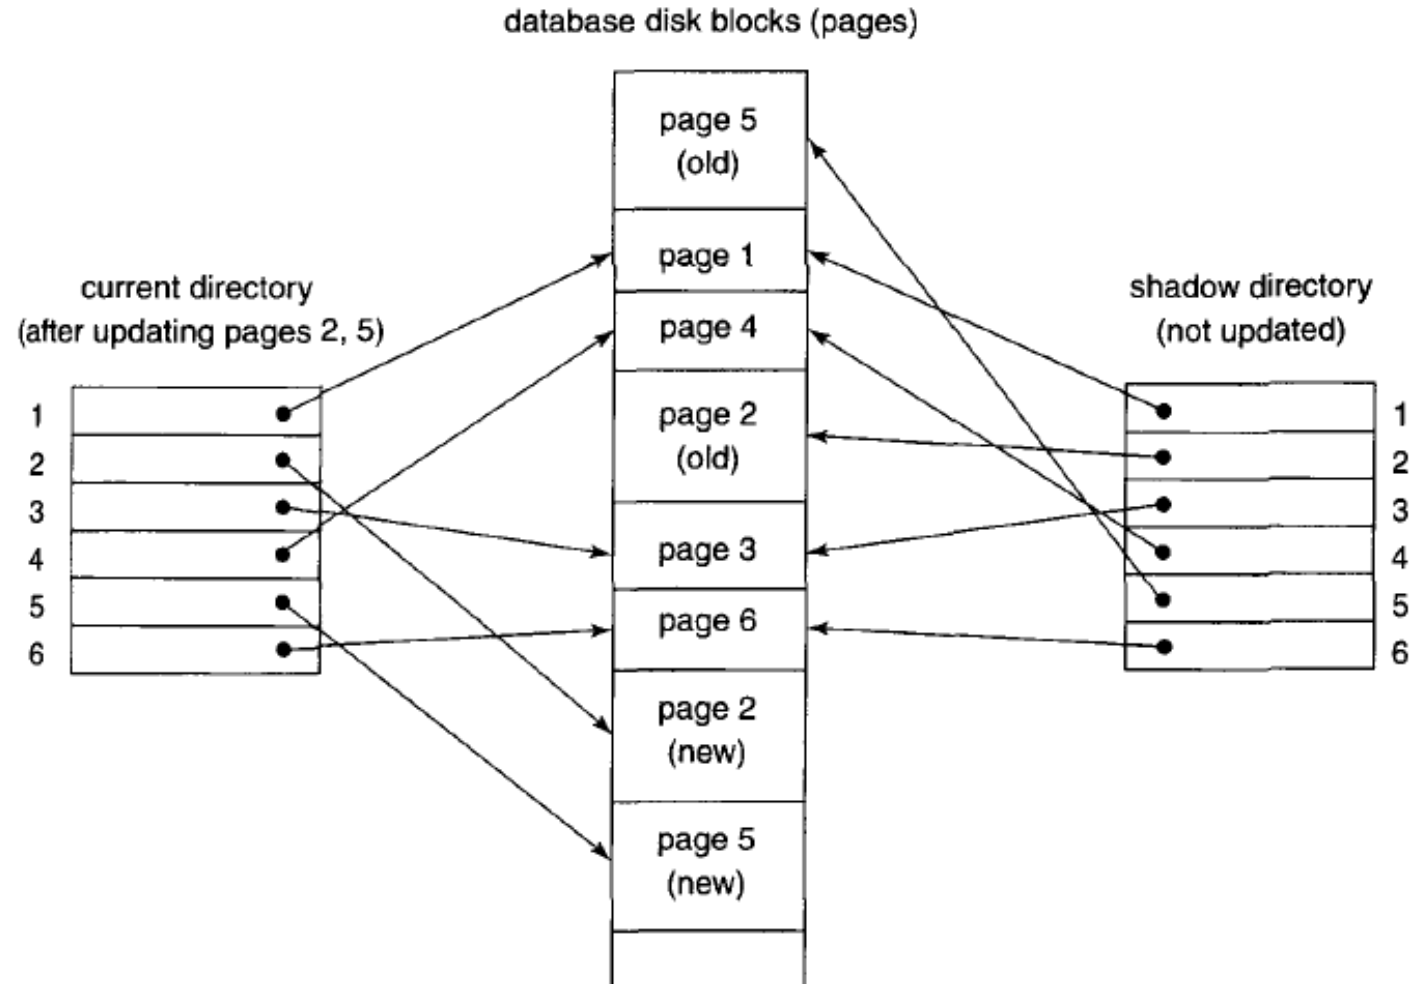 database disk blocks (pages)
page 5
(old)
page 1
page 4
page 2
(old)
page 3
page 6
page 2
(new)
page 5
(new)
current directory
(after updating pages 2, 5)
1
2
3
4
5
6
shadow directory
(not updated)
1
2
3
4
5
6